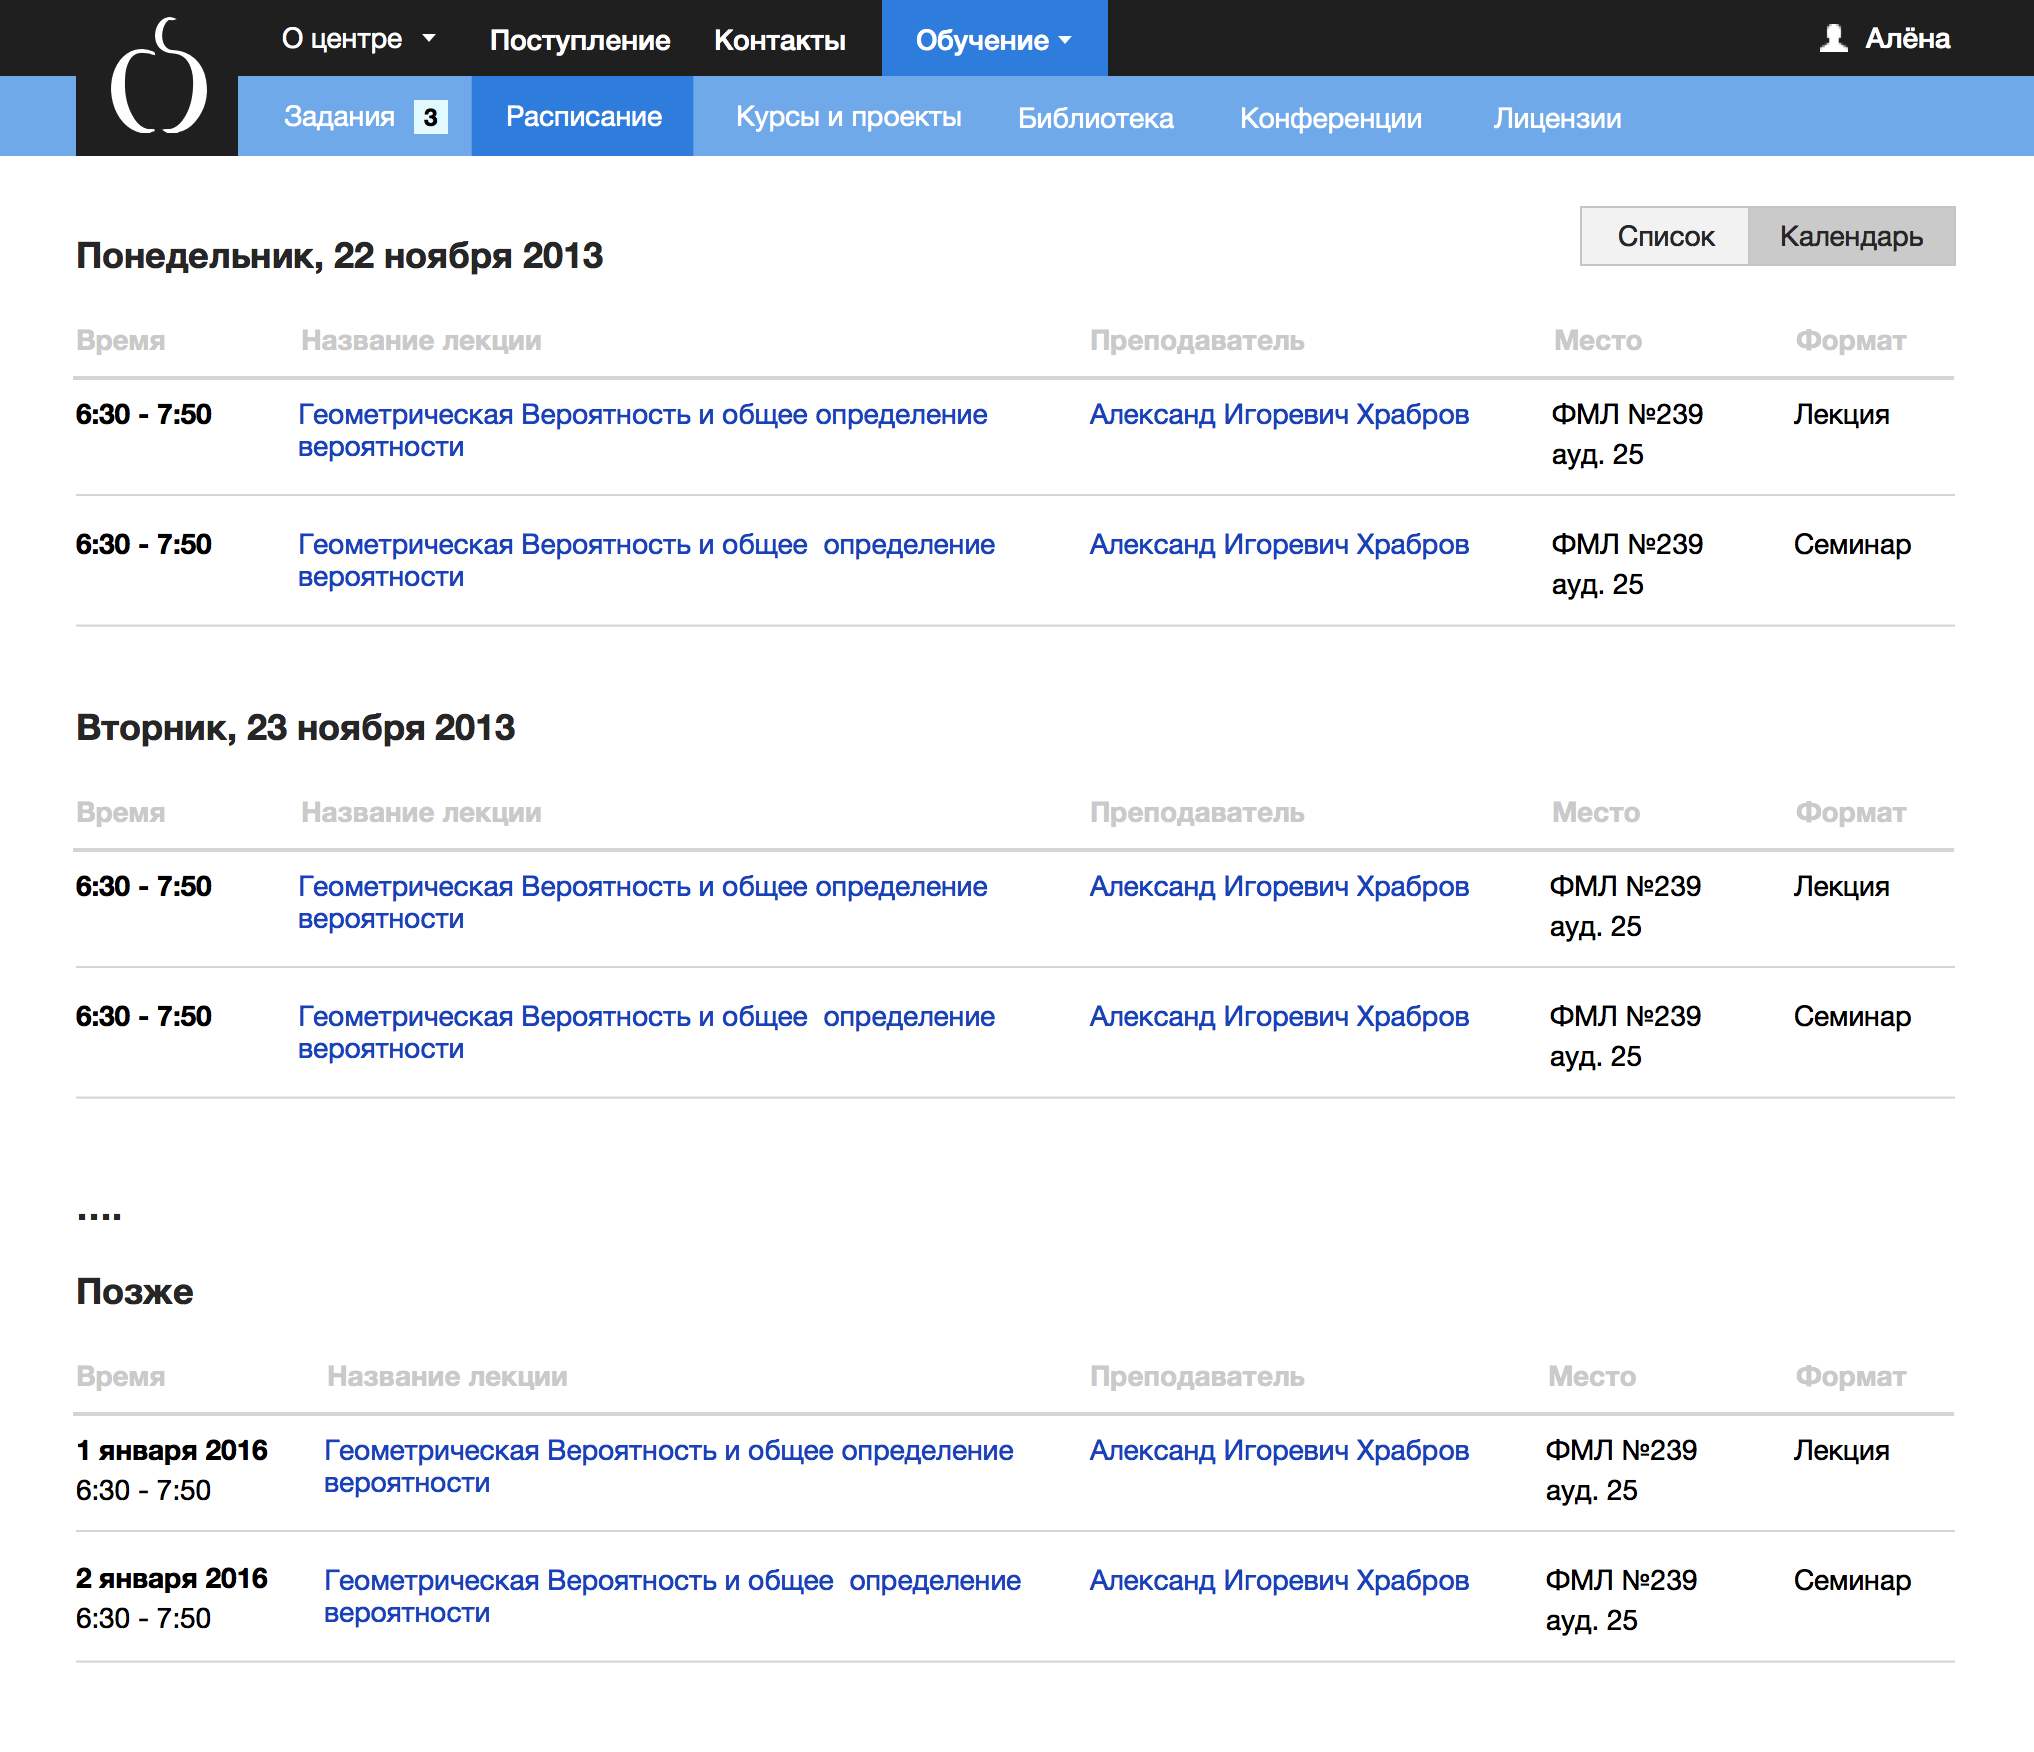 О центре Поступление Контакты Обучение Алёна
Задания 3 Расписание Курсы и проекты Библиотека Конференции Лицензии
Список Календарь
Понедельник, 22 ноября 2013
Время Название лекции Преподаватель Место Формат
6:30 - 7:50 Геометрическая Вероятность и общее определение Александ Игоревич Храбров ФМЛ №239 Лекция
вероятности ауд. 25
6:30 - 7:50 Геометрическая Вероятность и общее определение Александ Игоревич Храбров ФМЛ №239 Семинар
вероятности ауд. 25
Вторник, 23 ноября 2013
Время Название лекции Преподаватель Место Формат
6:30 - 7:50 Геометрическая Вероятность и общее определение Александ Игоревич Храбров ФМЛ №239 Лекция
вероятности ауд. 25
6:30 - 7:50 Геометрическая Вероятность и общее определение Александ Игоревич Храбров ФМЛ №239 Семинар
вероятности ауд. 25
....
Позже
Время Название лекции Преподаватель Место Формат
1 января 2016 Геометрическая Вероятность и общее определение Александ Игоревич Храбров ФМЛ №239 Лекция
6:30 - 7:50 вероятности ауд. 25
2 января 2016 Геометрическая Вероятность и общее определение Александ Игоревич Храбров ФМЛ №239 Семинар
6:30 - 7:50 вероятности ауд. 25